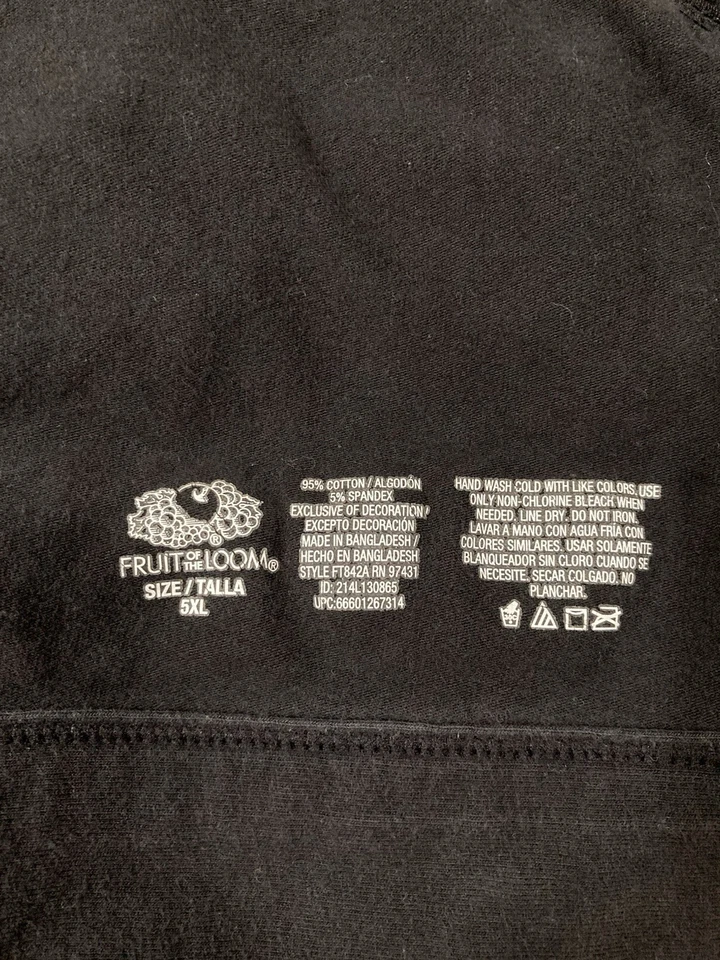 FRUIT OF THE LOOM®
SIZE / TALLA
5XL
95% COTTON / ALGODÓN
5% SPANDEX
EXCLUSIVE OF DECORATION /
EXCEPTO DECORACIÓN
MADE IN BANGLADESH /
HECHO EN BANGLADESH
STYLE FT842A RN 97431
ID: 214L130865
UPC:66601267314
HAND WASH COLD WITH LIKE COLORS. USE
ONLY NON-CHLORINE BLEACH WHEN
NEEDED. LINE DRY. DO NOT IRON.
LAVAR A MANO CON AGUA FRÍA CON
COLORES SIMILARES. USAR SOLAMENTE
BLANQUEADOR SIN CLORO CUANDO SE
NECESITE. SECAR COLGADO. NO
PLANCHAR.